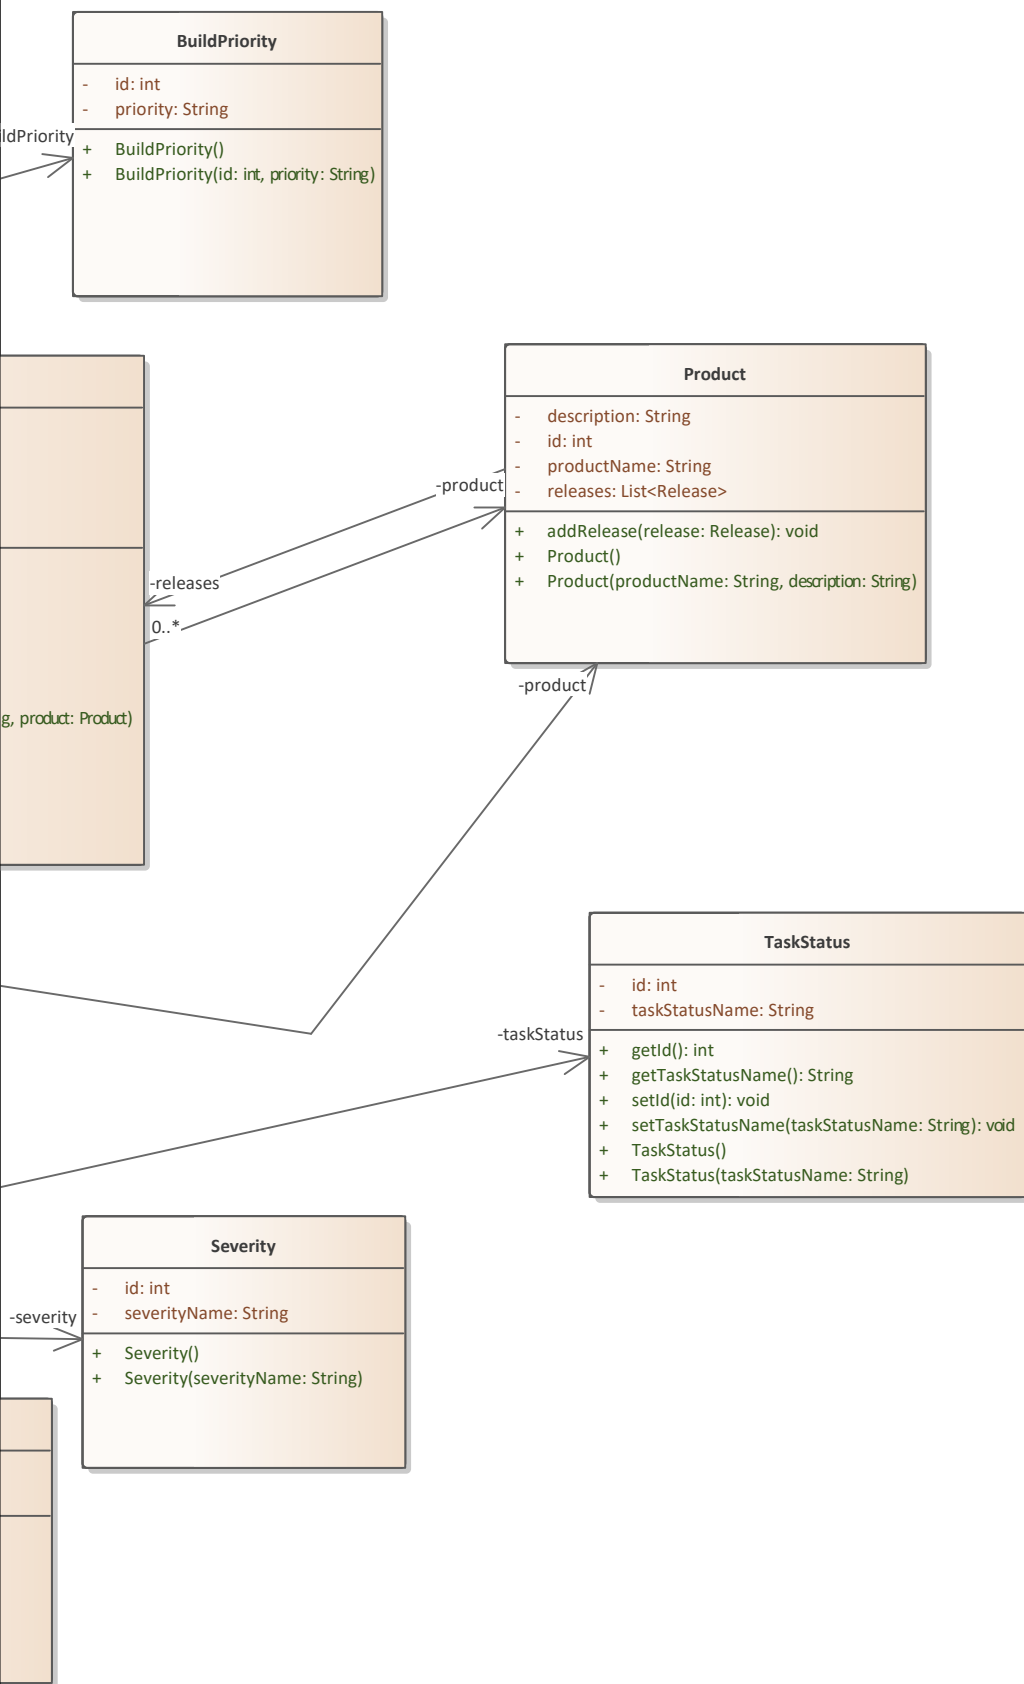 BuildPriority
- id: int
- priority: String
ldPriority
+ BuildPriority()
+ BuildPriority(id: int, priority: String)
Product
- description: String
- id: int
- productName: String
- releases: List<Release>
-product
+ addRelease(release: Release): void
+ Product()
+ Product(productName: String, description: String)
-releases
0..*
-product
g, product: Product)
TaskStatus
- id: int
- taskStatusName: String
-taskStatus
+ getId(): int
+ getTaskStatusName(): String
+ setId(id: int): void
+ setTaskStatusName(taskStatusName: String): void
+ TaskStatus()
+ TaskStatus(taskStatusName: String)
Severity
- id: int
- severityName: String
-severity
+ Severity()
+ Severity(severityName: String)